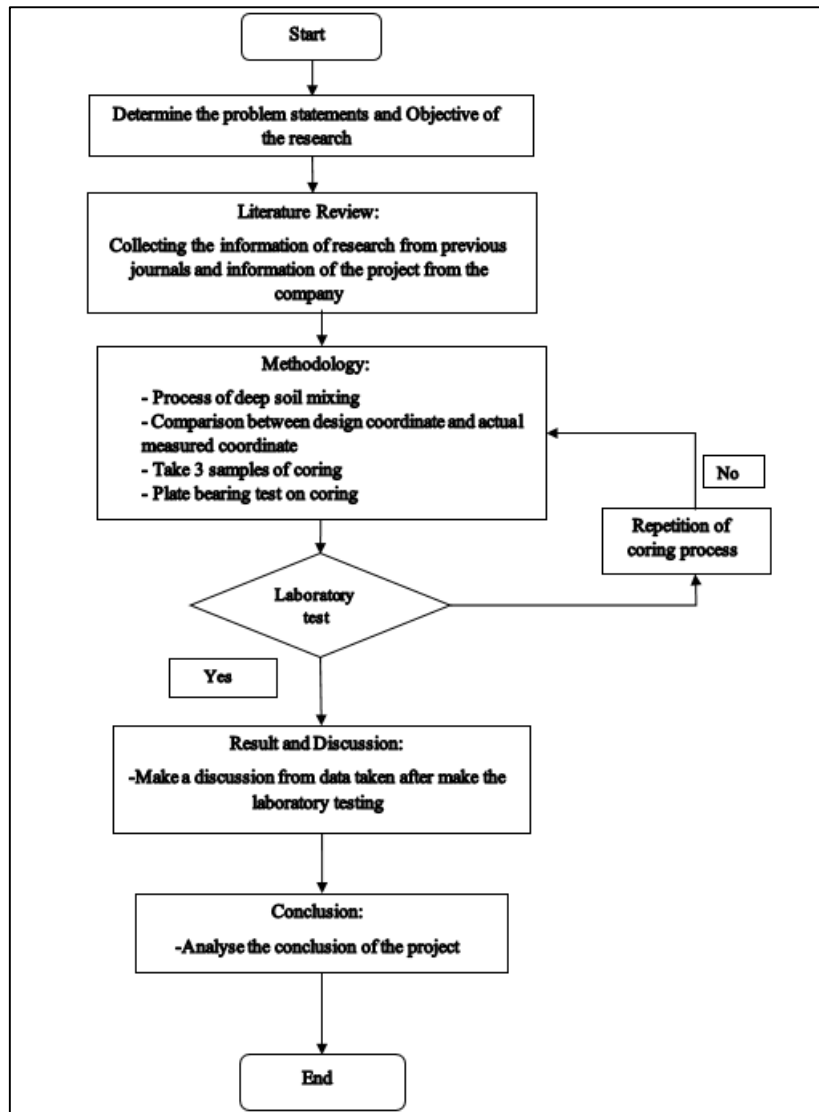 Start
Determine the problem statements and Objective of
the research
Literature Review:
Collecting the information of research from previous
journals and information of the project from the
company
Methodology:
- Process of deep soil mixing
- Comparison between design coordinate and actual
measured coordinate
- Take 3 samples of coring
- Plate bearing test on coring
No
Repetition of
coring process
Laboratory
test
Yes
Result and Discussion:
-Make a discussion from data taken after make the
laboratory testing
Conclusion:
-Analyse the conclusion of the project
End